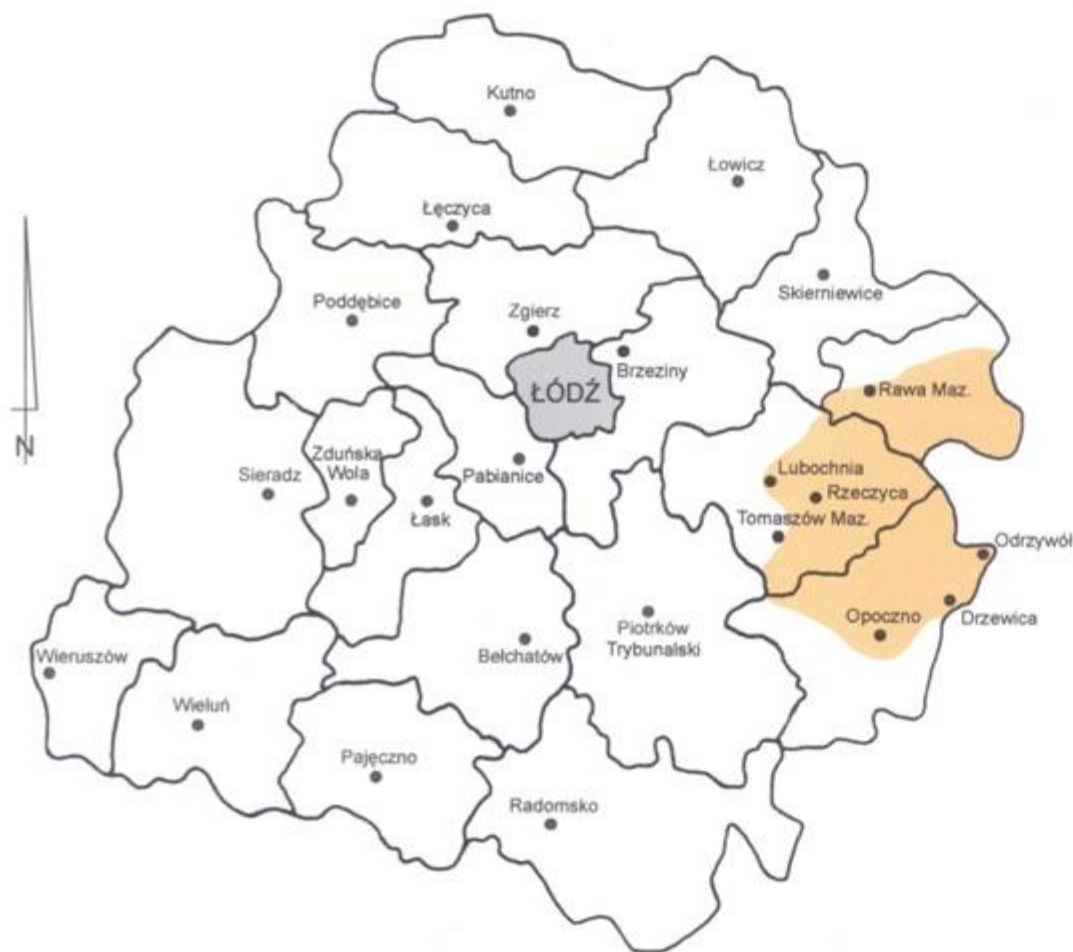 Kutno
Łowicz
Łęczyca
Skierniewice
Poddębice
Zgierz
Brzeziny
ŁÓDŹ
Rawa Maz.
N
Zduńska
Wola
Sieradz
Pabianice
Łask
Lubochnia
Rzeczyca
Tomaszów Maz.
Odrzywół
Drzewica
Opoczno
Piotrków
Trybunalski
Bełchatów
Wieruszów
Wieluń
Pajęczno
Radomsko